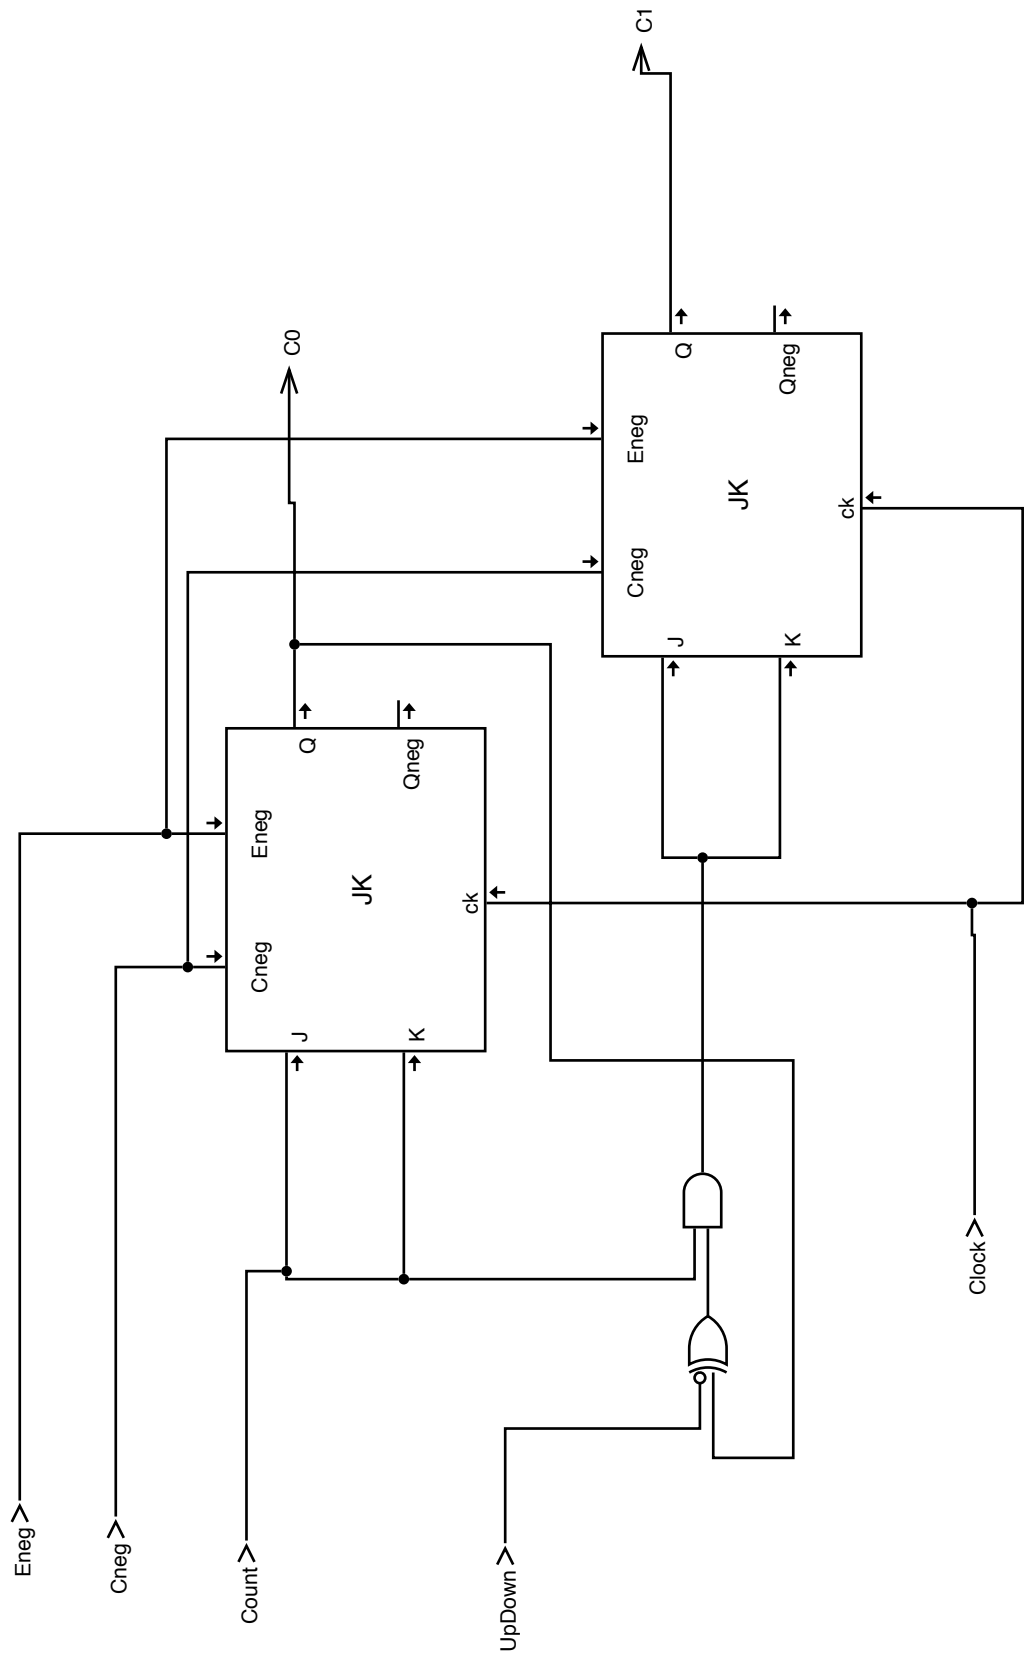 Eneg
Cneg
Count
UpDown
Clock
J
K
Cneg
Eneg
JK
ck
Q
Qneg
C0
J
K
Cneg
Eneg
JK
ck
Q
Qneg
C1